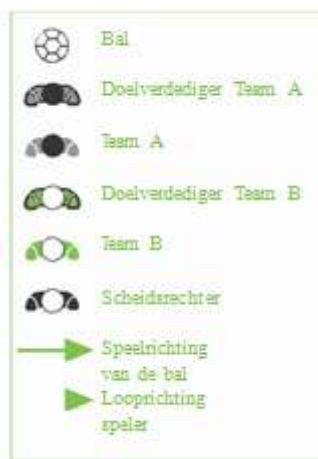 Bal
Doelverdediger Team A
Team A
Doelverdediger Team B
Team B
Scheidsrechter
Speelrichting
van de bal
Looprichting
speler